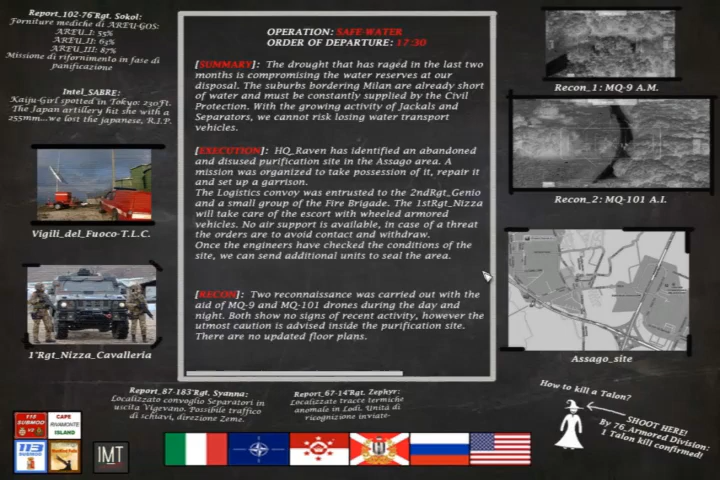 Report_102-76°Rgt. Sokol:
Forniture mediche di AREU-GOS:
AREU_I: 55%
AREU_II: 63%
AREU_III: 87%
Missione di rifornimento in fase di
panificazione
Intel_SABRE:
Kaiju-Girl spotted in Tokyo: 230Ft.
The Japan artillery hit she with a
255mm...we lost the japanese, R.I.P.
Vigili_del_Fuoco-T.L.C.
1°Rgt_Nizza_Cavalleria
OPERATION: SAFE-WATER
ORDER OF DEPARTURE: 17:30
[SUMMARY]: The drought that has raged in the last two
months is compromising the water reserves at our
disposal. The suburbs bordering Milan are already short
of water and must be constantly supplied by the Civil
Protection. With the growing activity of Jackals and
Separators, we cannot risk losing water transport
vehicles.
[EXECUTION]: HQ_Raven has identified an abandoned
and disused purification site in the Assago area. A
mission was organized to take possession of it, repair it
and set up a garrison.
The Logistics convoy was entrusted to the 2ndRgt_Genio
and a small group of the Fire Brigade. The 1stRgt_Nizza
will take care of the escort with wheeled armored
vehicles. No air support is available, in case of a threat
the orders are to avoid contact and withdraw.
Once the engineers have checked the conditions of the
site, we can send additional units to seal the area.
[RECON]: Two reconnaissance was carried out with the
aid of MQ-9 and MQ-101 drones during the day and
night. Both show no signs of recent activity, however the
utmost caution is advised inside the purification site.
There are no updated floor plans.
Recon_1: MQ-9 A.M.
Recon_2: MQ-101 A.I.
Assago_site
Report_87-183°Rgt. Syanna:
Localizzato convoglio Separatori in
uscita Vigevano. Possibile traffico
di schiavi, direzione Zeme.
Report_67-14°Rgt. Zephyr:
Localizzate tracce termiche
anomale in Lodi. Unità di
ricognizione inviate-
How to kill a Talon?
SHOOT HERE!
By 76_Armored Division:
1 Talon kill confirmed!
118
SUBMOD
CAPE
RIVAMONTE
ISLAND
113
IMT